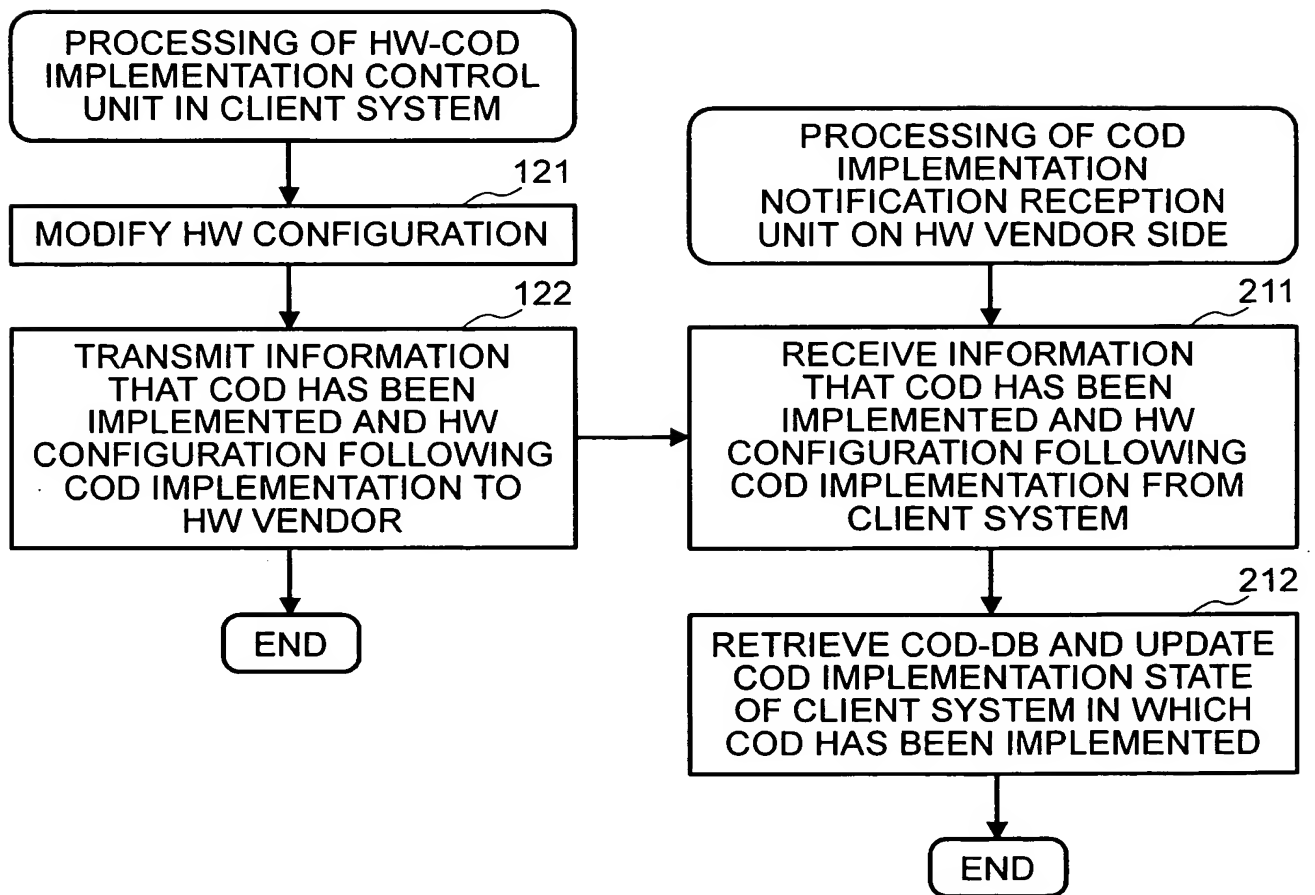 PROCESSING OF HW-COD
IMPLEMENTATION CONTROL
UNIT IN CLIENT SYSTEM
121
MODIFY HW CONFIGURATION
122
TRANSMIT INFORMATION
THAT COD HAS BEEN
IMPLEMENTED AND HW
CONFIGURATION FOLLOWING
COD IMPLEMENTATION TO
HW VENDOR
END
PROCESSING OF COD
IMPLEMENTATION
NOTIFICATION RECEPTION
UNIT ON HW VENDOR SIDE
211
RECEIVE INFORMATION
THAT COD HAS BEEN
IMPLEMENTED AND HW
CONFIGURATION FOLLOWING
COD IMPLEMENTATION FROM
CLIENT SYSTEM
212
RETRIEVE COD-DB AND UPDATE
COD IMPLEMENTATION STATE
OF CLIENT SYSTEM IN WHICH
COD HAS BEEN IMPLEMENTED
END